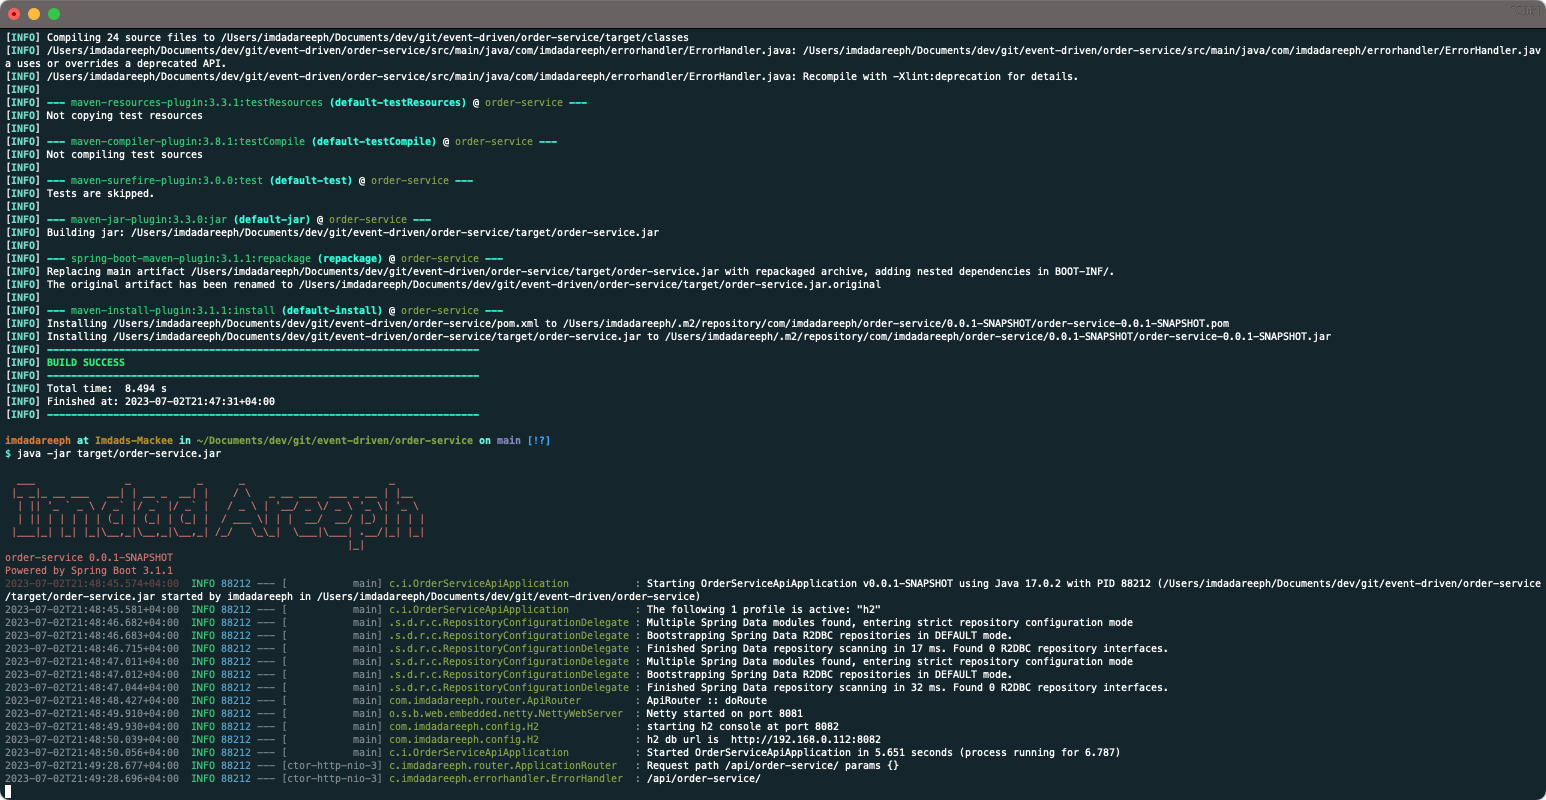 [INFO] Compiling 24 source files to /Users/imdadareeph/Documents/dev/git/event-driven/order-service/target/classes
[INFO] /Users/imdadareeph/Documents/dev/git/event-driven/order-service/src/main/java/com/imdadareeph/errorhandler/ErrorHandler.java: /Users/imdadareeph/Documents/dev/git/event-driven/order-service/src/main/java/com/imdadareeph/errorhandler/ErrorHandler.jav
a uses or overrides a deprecated API.
[INFO] /Users/imdadareeph/Documents/dev/git/event-driven/order-service/src/main/java/com/imdadareeph/errorhandler/ErrorHandler.java: Recompile with -Xlint:deprecation for details.
[INFO]
[INFO] --- maven-resources-plugin:3.3.1:testResources (default-testResources) @ order-service ---
[INFO] Not copying test resources
[INFO]
[INFO] --- maven-compiler-plugin:3.8.1:testCompile (default-testCompile) @ order-service ---
[INFO] Not compiling test sources
[INFO]
[INFO] --- maven-surefire-plugin:3.0.0:test (default-test) @ order-service ---
[INFO] Tests are skipped.
[INFO]
[INFO] --- maven-jar-plugin:3.3.0:jar (default-jar) @ order-service ---
[INFO] Building jar: /Users/imdadareeph/Documents/dev/git/event-driven/order-service/target/order-service.jar
[INFO]
[INFO] --- spring-boot-maven-plugin:3.1.1:repackage (repackage) @ order-service ---
[INFO] Replacing main artifact /Users/imdadareeph/Documents/dev/git/event-driven/order-service/target/order-service.jar with repackaged archive, adding nested dependencies in BOOT-INF/.
[INFO] The original artifact has been renamed to /Users/imdadareeph/Documents/dev/git/event-driven/order-service/target/order-service.jar.original
[INFO]
[INFO] --- maven-install-plugin:3.1.1:install (default-install) @ order-service ---
[INFO] Installing /Users/imdadareeph/Documents/dev/git/event-driven/order-service/pom.xml to /Users/imdadareeph/.m2/repository/com/imdadareeph/order-service/0.0.1-SNAPSHOT/order-service-0.0.1-SNAPSHOT.pom
[INFO] Installing /Users/imdadareeph/Documents/dev/git/event-driven/order-service/target/order-service.jar to /Users/imdadareeph/.m2/repository/com/imdadareeph/order-service/0.0.1-SNAPSHOT/order-service-0.0.1-SNAPSHOT.jar
[INFO] ------------------------------------------------------------------------
[INFO] BUILD SUCCESS
[INFO] ------------------------------------------------------------------------
[INFO] Total time:  8.494 s
[INFO] Finished at: 2023-07-02T21:47:31+04:00
[INFO] ------------------------------------------------------------------------
imdadareeph at Imdads-Mackee in ~/Documents/dev/git/event-driven/order-service on main [!?]
$ java -jar target/order-service.jar
Imdad Areeph
order-service 0.0.1-SNAPSHOT
Powered by Spring Boot 3.1.1
2023-07-02T21:48:45.574+04:00  INFO 88212 --- [           main] c.i.OrderServiceApiApplication           : Starting OrderServiceApiApplication v0.0.1-SNAPSHOT using Java 17.0.2 with PID 88212 (/Users/imdadareeph/Documents/dev/git/event-driven/order-service
/target/order-service.jar started by imdadareeph in /Users/imdadareeph/Documents/dev/git/event-driven/order-service)
2023-07-02T21:48:45.581+04:00  INFO 88212 --- [           main] c.i.OrderServiceApiApplication           : The following 1 profile is active: "h2"
2023-07-02T21:48:46.682+04:00  INFO 88212 --- [           main] .s.d.r.c.RepositoryConfigurationDelegate : Multiple Spring Data modules found, entering strict repository configuration mode
2023-07-02T21:48:46.683+04:00  INFO 88212 --- [           main] .s.d.r.c.RepositoryConfigurationDelegate : Bootstrapping Spring Data R2DBC repositories in DEFAULT mode.
2023-07-02T21:48:46.715+04:00  INFO 88212 --- [           main] .s.d.r.c.RepositoryConfigurationDelegate : Finished Spring Data repository scanning in 17 ms. Found 0 R2DBC repository interfaces.
2023-07-02T21:48:47.011+04:00  INFO 88212 --- [           main] .s.d.r.c.RepositoryConfigurationDelegate : Multiple Spring Data modules found, entering strict repository configuration mode
2023-07-02T21:48:47.012+04:00  INFO 88212 --- [           main] .s.d.r.c.RepositoryConfigurationDelegate : Bootstrapping Spring Data R2DBC repositories in DEFAULT mode.
2023-07-02T21:48:47.044+04:00  INFO 88212 --- [           main] .s.d.r.c.RepositoryConfigurationDelegate : Finished Spring Data repository scanning in 32 ms. Found 0 R2DBC repository interfaces.
2023-07-02T21:48:48.427+04:00  INFO 88212 --- [           main] com.imdadareeph.router.ApiRouter         : ApiRouter :: doRoute
2023-07-02T21:48:49.910+04:00  INFO 88212 --- [           main] o.s.b.web.embedded.netty.NettyWebServer  : Netty started on port 8081
2023-07-02T21:48:49.930+04:00  INFO 88212 --- [           main] com.imdadareeph.config.H2                : starting h2 console at port 8082
2023-07-02T21:48:50.039+04:00  INFO 88212 --- [           main] com.imdadareeph.config.H2                : h2 db url is  http://192.168.0.112:8082
2023-07-02T21:48:50.056+04:00  INFO 88212 --- [           main] c.i.OrderServiceApiApplication           : Started OrderServiceApiApplication in 5.651 seconds (process running for 6.787)
2023-07-02T21:49:28.677+04:00  INFO 88212 --- [ctor-http-nio-3] c.imdadareeph.router.ApplicationRouter   : Request path /api/order-service/ params {}
2023-07-02T21:49:28.696+04:00  INFO 88212 --- [ctor-http-nio-3] c.imdadareeph.errorhandler.ErrorHandler  : /api/order-service/